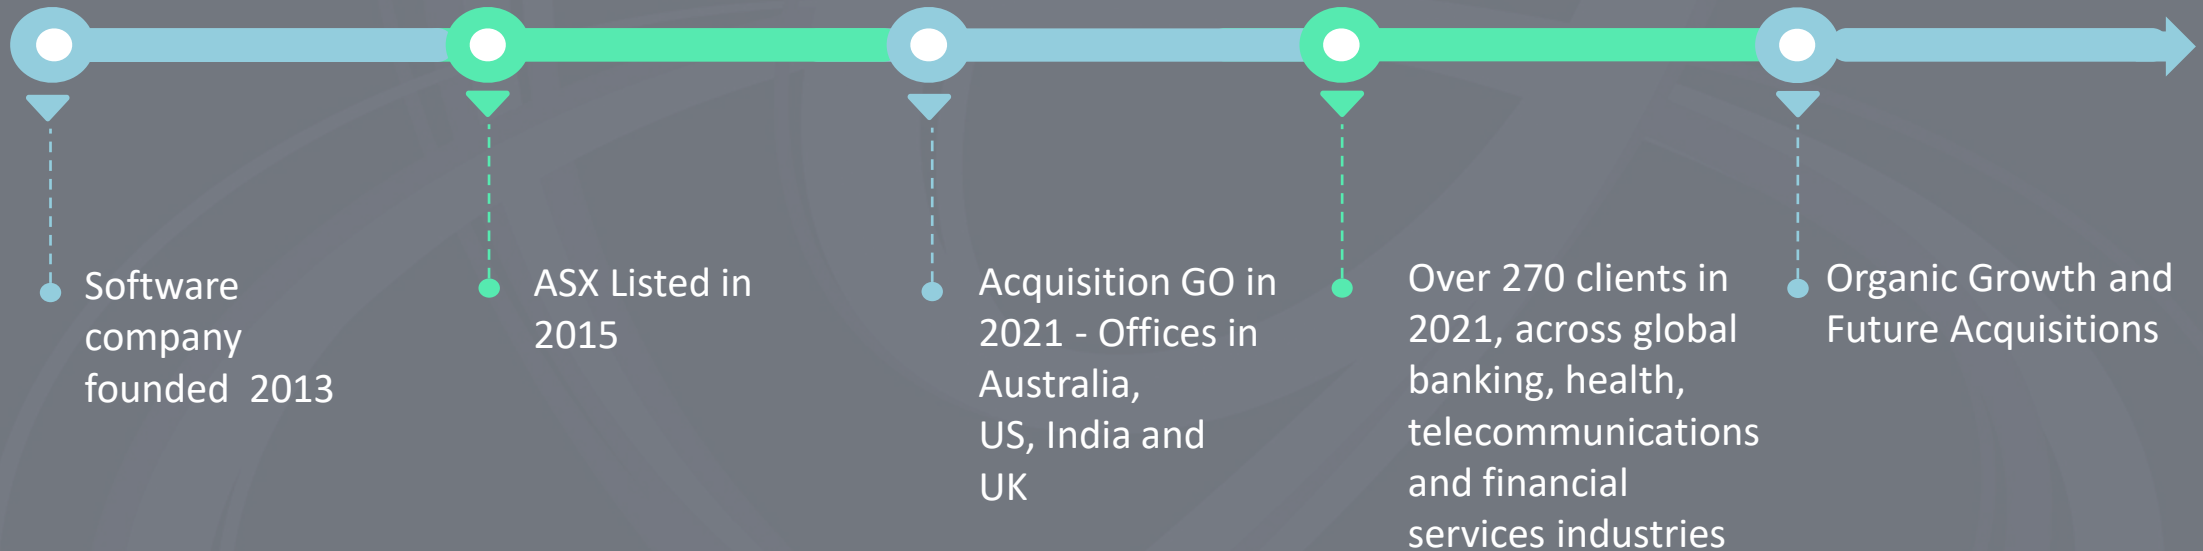 Software
company
founded  2013
ASX Listed in
2015
Acquisition GO in
2021 - Offices in
Australia,
US, India and
UK
Over 270 clients in
2021, across global
banking, health,
telecommunications
and financial
services industries
Organic Growth and
Future Acquisitions